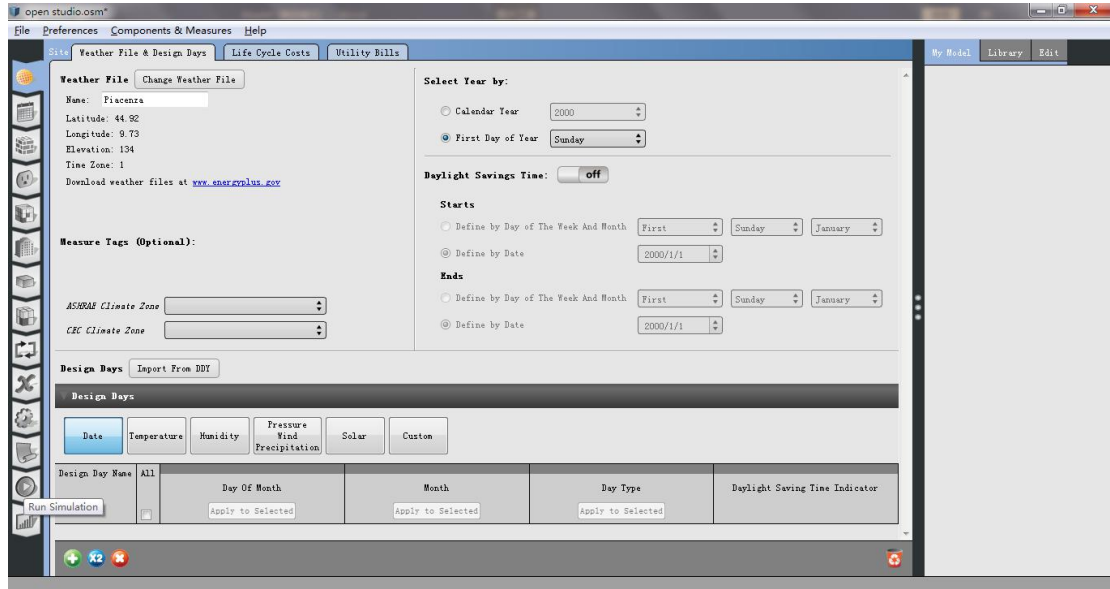 open studio.osm*
File Preferences Components & Measures Help
Site Weather File & Design Days Life Cycle Costs Utility Bills My Model Library Edit
Weather File Change Weather File
Name: Piacenza
Latitude: 44.92
Longitude: 9.73
Elevation: 134
Time Zone: 1
Download weather files at www.energyplus.gov
Measure Tags (Optional):
ASHRAE Climate Zone
CEC Climate Zone
Select Year by:
Calendar Year 2000
First Day of Year Sunday
Daylight Savings Time: off
Starts
Define by Day of The Week And Month First Sunday January
Define by Date 2000/1/1
Ends
Define by Day of The Week And Month First Sunday January
Define by Date 2000/1/1
Design Days Import From DDY
Design Days
Date Temperature Humidity Pressure Wind Precipitation Solar Custom
Design Day Name All Day Of Month Month Day Type Daylight Saving Time Indicator
Run Simulation
Apply to Selected Apply to Selected Apply to Selected
X2